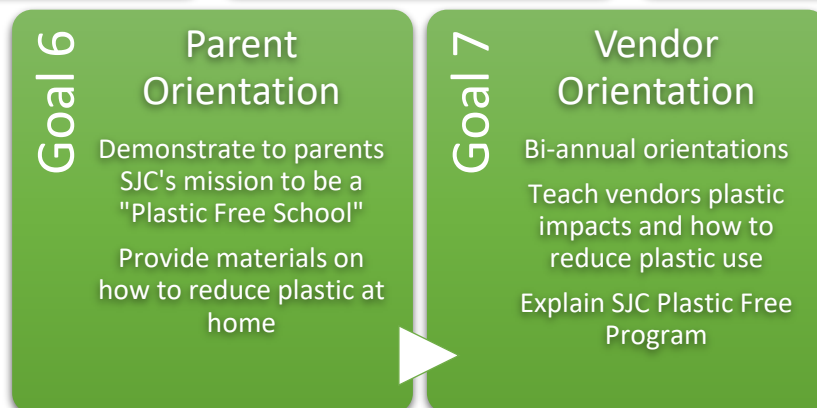 Goal 6
Parent
Orientation
Demonstrate to parents
SJC's mission to be a
"Plastic Free School"
Provide materials on
how to reduce plastic at
home
Goal 7
Vendor
Orientation
Bi-annual orientations
Teach vendors plastic
impacts and how to
reduce plastic use
Explain SJC Plastic Free
Program